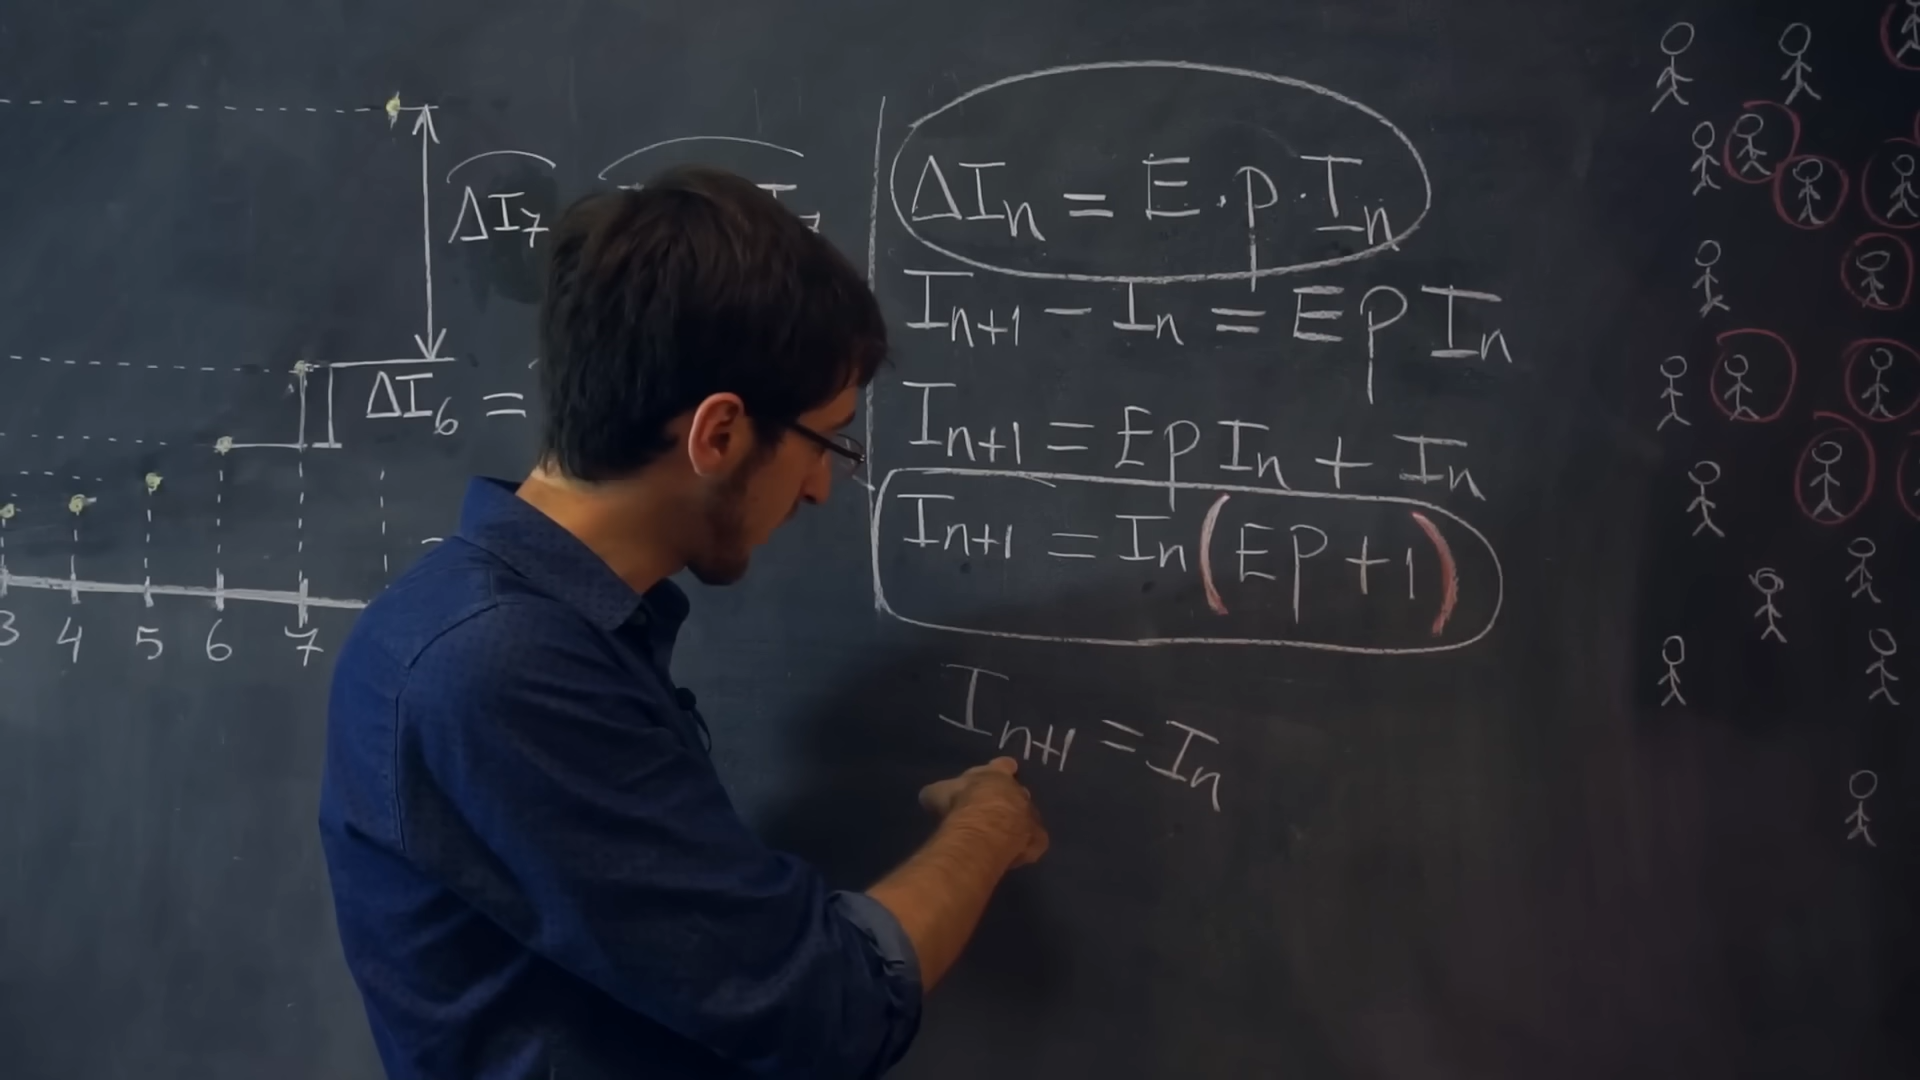 ΔI₇
ΔI₆ =
3 4 5 6 7
ΔIₙ = E·p·Iₙ
Iₙ₊₁ − Iₙ = EpIₙ
Iₙ₊₁ = EpIₙ + Iₙ
Iₙ₊₁ = Iₙ(Ep+1)
Iₙ₊₁ = Iₙ